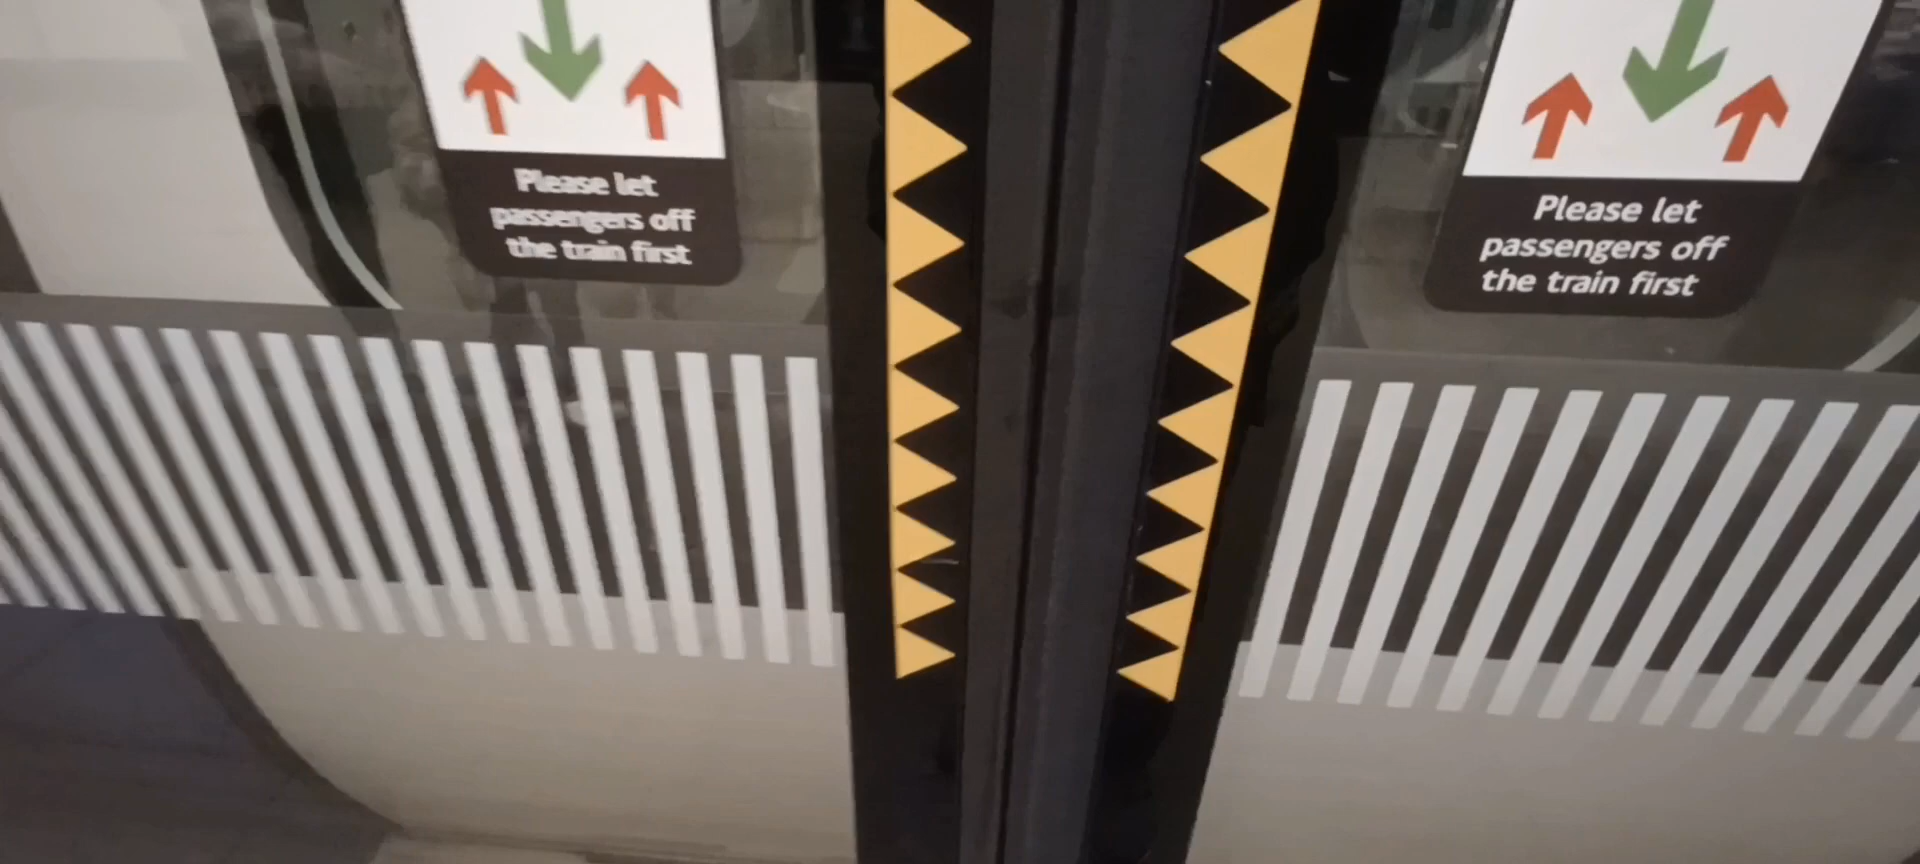 Please let
passengers off
the train first
Please let
passengers off
the train first